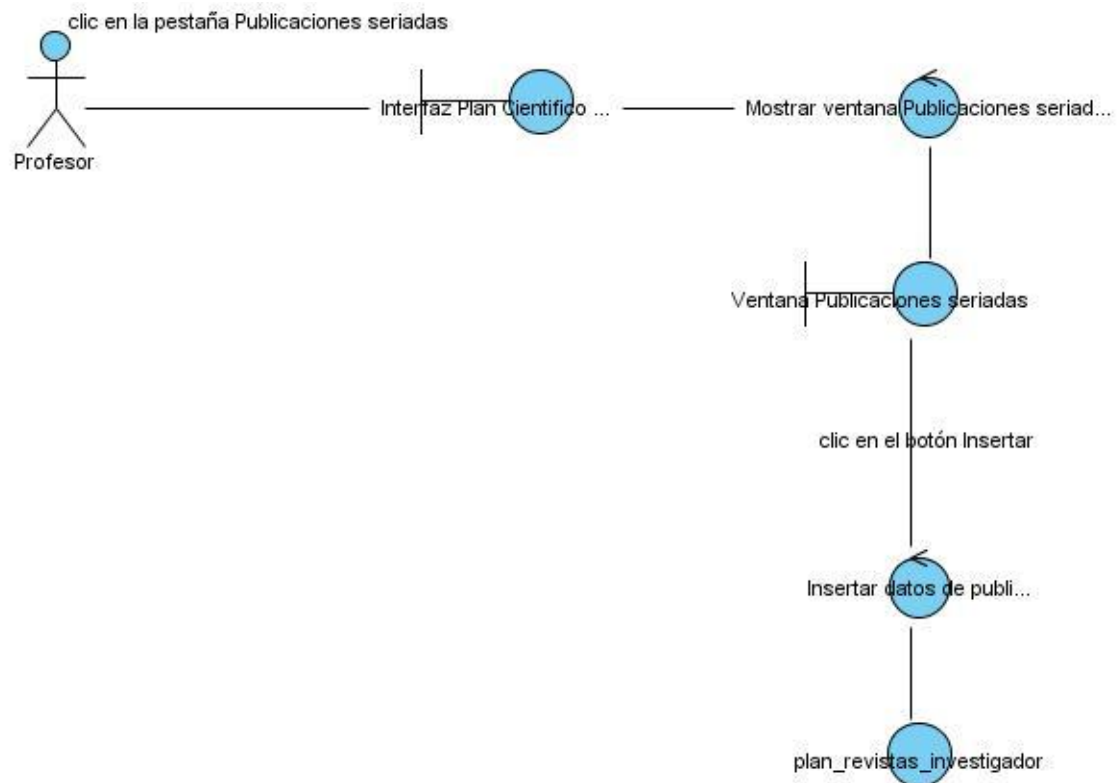 clic en la pestaña Publicaciones seriadas
Profesor
Interfaz Plan Cientifico ...
Mostrar ventana Publicaciones seriad...
Ventana Publicaciones seriadas
clic en el botón Insertar
Insertar datos de publi...
plan_revistas_investigador